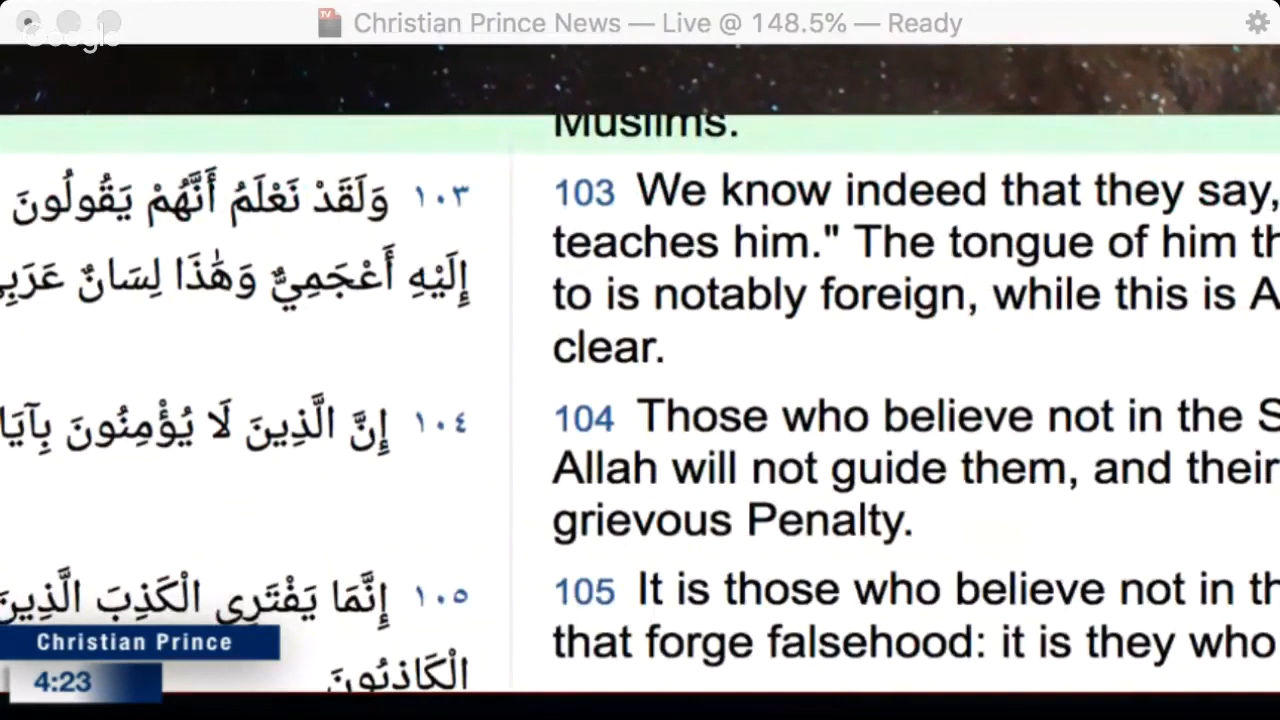 Christian Prince News — Live @ 148.5% — Ready
Google
Muslims.
١٠٣ وَلَقَدْ نَعْلَمُ أَنَّهُمْ يَقُولُونَ
إِلَيْهِ أَعْجَمِيٌّ وَهَٰذَا لِسَانٌ
103 We know indeed that they say,
teaches him." The tongue of him
to is notably foreign, while this is
clear.
١٠٤ إِنَّ الَّذِينَ لَا يُؤْمِنُونَ
104 Those who believe not in the
Allah will not guide them, and their
grievous Penalty.
١٠٥ إِنَّمَا يَفْتَرِي الْكَذِبَ الَّذِينَ
الْكَاذِبُونَ
105 It is those who believe not in
that forge falsehood: it is they who
Christian Prince
4:23